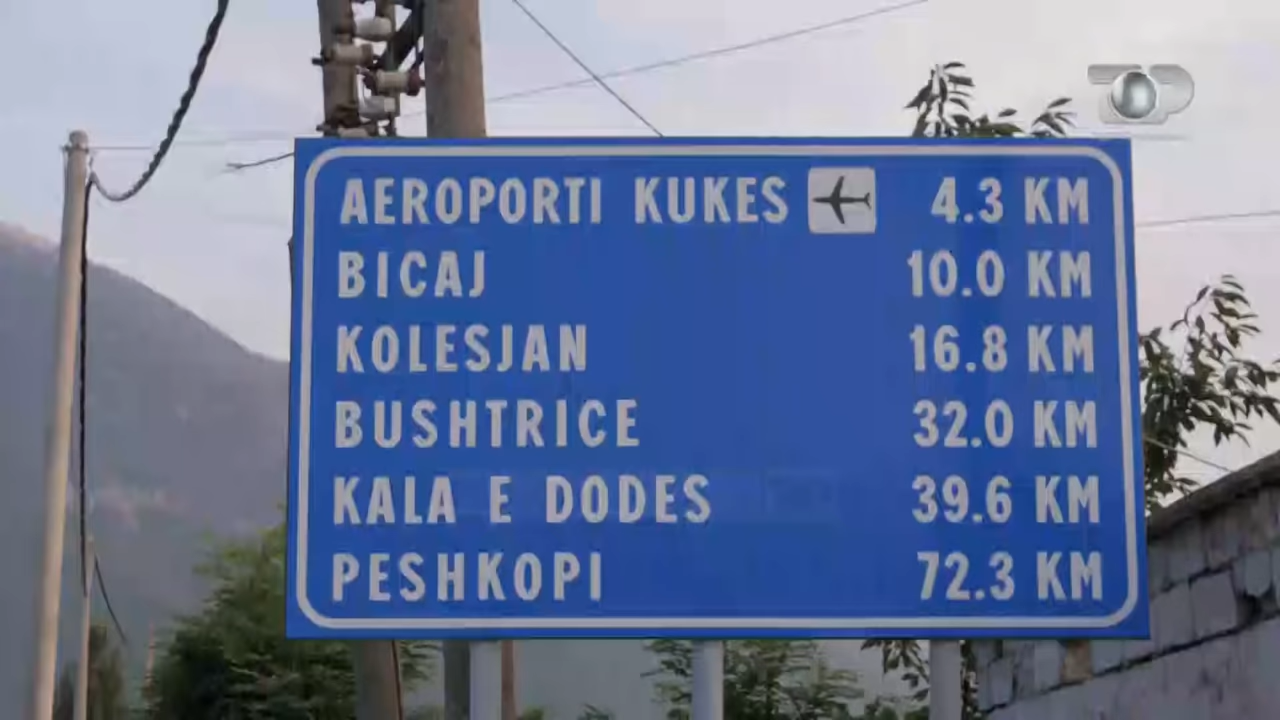 AEROPORTI KUKES 4.3 KM
BICAJ 10.0 KM
KOLESJAN 16.8 KM
BUSHTRICE 32.0 KM
KALA E DODES 39.6 KM
PESHKOPI 72.3 KM